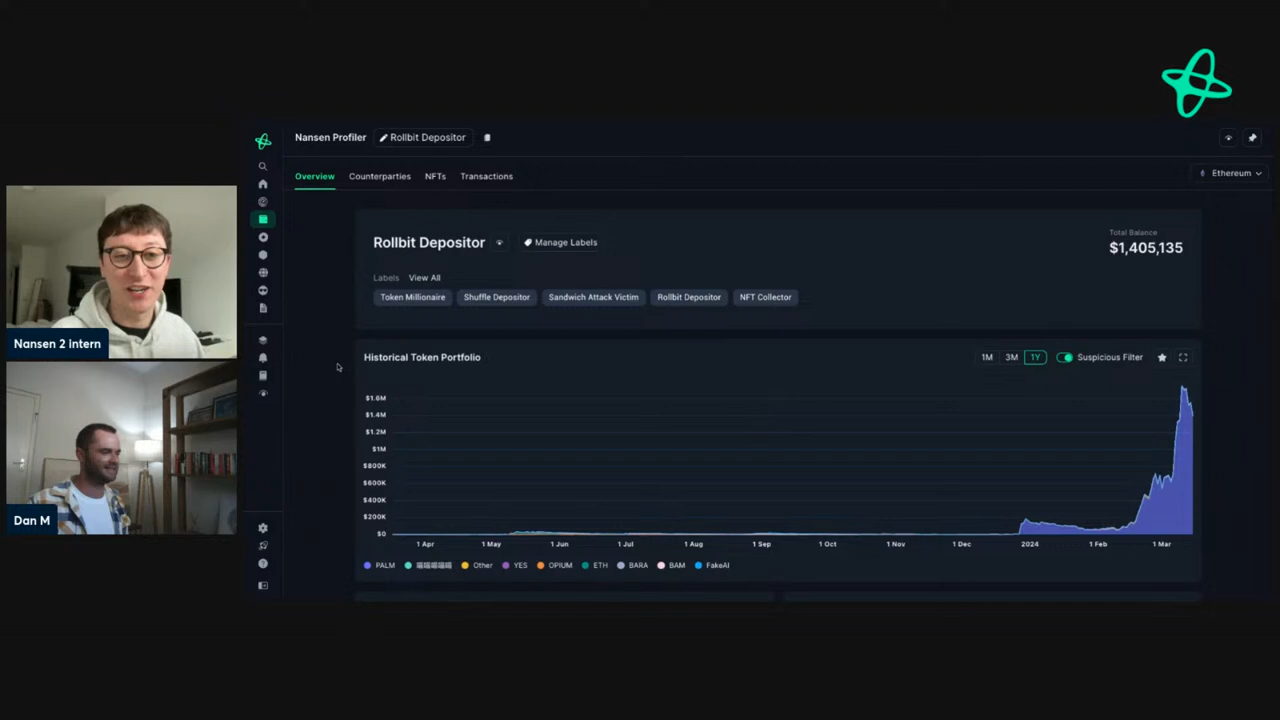 Nansen Profiler Rollbit Depositor
Overview Counterparties NFTs Transactions
Ethereum
Rollbit Depositor Manage Labels
Total Balance
$1,405,135
Labels View All
Token Millionaire Shuffle Depositor Sandwich Attack Victim Rollbit Depositor NFT Collector
Nansen 2 Intern
Historical Token Portfolio
1M 3M 1Y Suspicious Filter
$1.6M
$1.4M
$1.2M
$1M
$800K
$600K
$400K
$200K
$0
1 Apr 1 May 1 Jun 1 Jul 1 Aug 1 Sep 1 Oct 1 Nov 1 Dec 2024 1 Feb 1 Mar
PALM Other YES OPIUM ETH BARA BAM FakeAI
Dan M